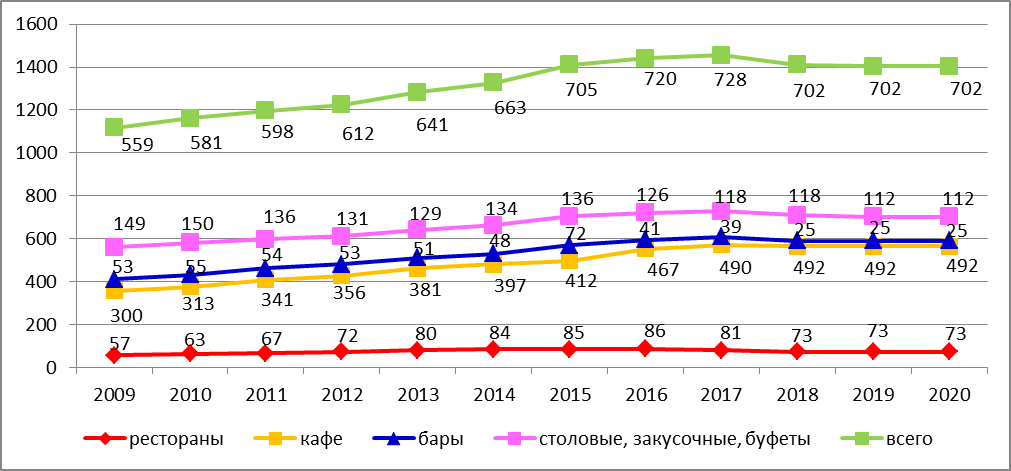 1600
1400
1200
1000
800
600
400
200
0
559 581 598 612 641 663 705 720 728 702 702 702
149 150 136 131 129 134 136 126 118 118 112 112
53 55 54 53 51 48 72 41 39 25 25 25
300 313 341 356 381 397 412 467 490 492 492 492
57 63 67 72 80 84 85 86 81 73 73 73
2009 2010 2011 2012 2013 2014 2015 2016 2017 2018 2019 2020
рестораны кафе бары столовые, закусочные, буфеты всего